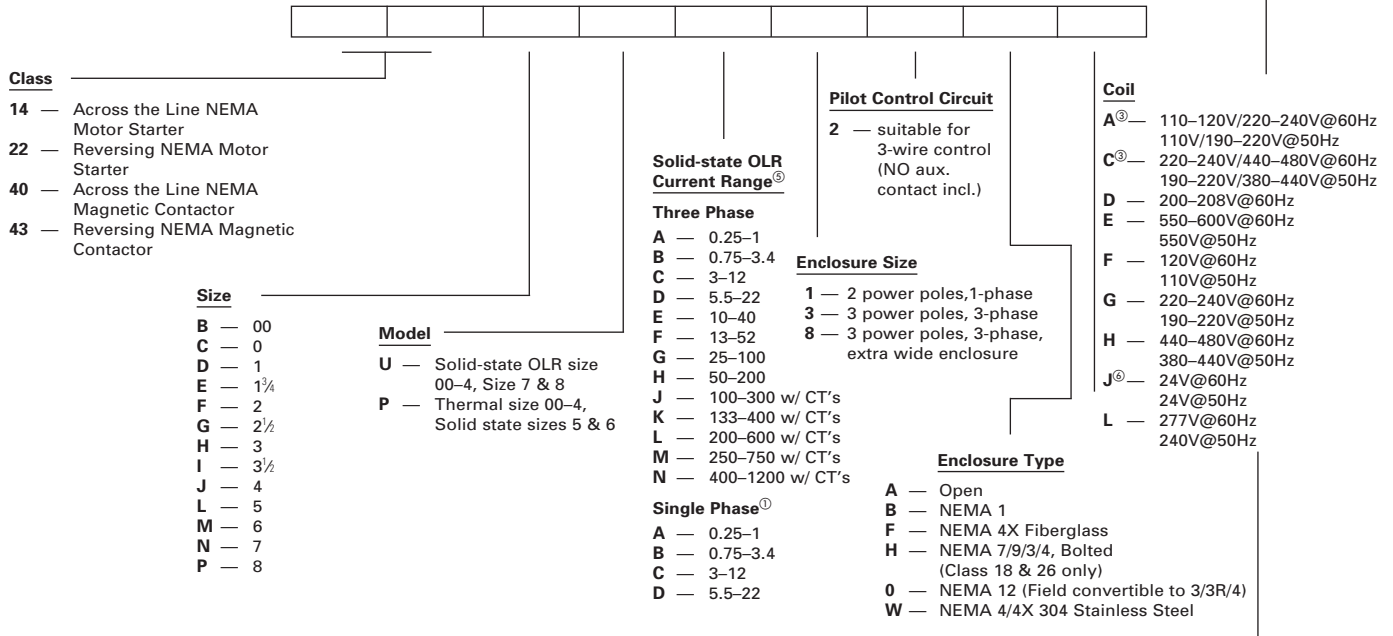 Class
14 — Across the Line NEMA
Motor Starter
22 — Reversing NEMA Motor
Starter
40 — Across the Line NEMA
Magnetic Contactor
43 — Reversing NEMA Magnetic
Contactor
Size
B — 00
C — 0
D — 1
E — 1¾
F — 2
G — 2½
H — 3
I — 3½
J — 4
L — 5
M — 6
N — 7
P — 8
Model
U — Solid-state OLR size
00–4, Size 7 & 8
P — Thermal size 00–4,
Solid state sizes 5 & 6
Solid-state OLR
Current Range⑤
Three Phase
A — 0.25–1
B — 0.75–3.4
C — 3–12
D — 5.5–22
E — 10–40
F — 13–52
G — 25–100
H — 50–200
J — 100–300 w/ CT's
K — 133–400 w/ CT's
L — 200–600 w/ CT's
M — 250–750 w/ CT's
N — 400–1200 w/ CT's
Single Phase①
A — 0.25–1
B — 0.75–3.4
C — 3–12
D — 5.5–22
Enclosure Size
1 — 2 power poles,1-phase
3 — 3 power poles, 3-phase
8 — 3 power poles, 3-phase,
extra wide enclosure
Pilot Control Circuit
2 — suitable for
3-wire control
(NO aux.
contact incl.)
Enclosure Type
A — Open
B — NEMA 1
F — NEMA 4X Fiberglass
H — NEMA 7/9/3/4, Bolted
(Class 18 & 26 only)
0 — NEMA 12 (Field convertible to 3/3R/4)
W — NEMA 4/4X 304 Stainless Steel
Coil
A③— 110–120V/220–240V@60Hz
110V/190–220V@50Hz
C③— 220–240V/440–480V@60Hz
190–220V/380–440V@50Hz
D — 200–208V@60Hz
E — 550–600V@60Hz
550V@50Hz
F — 120V@60Hz
110V@50Hz
G — 220–240V@60Hz
190–220V@50Hz
H — 440–480V@60Hz
380–440V@50Hz
J⑥— 24V@60Hz
24V@50Hz
L — 277V@60Hz
240V@50Hz